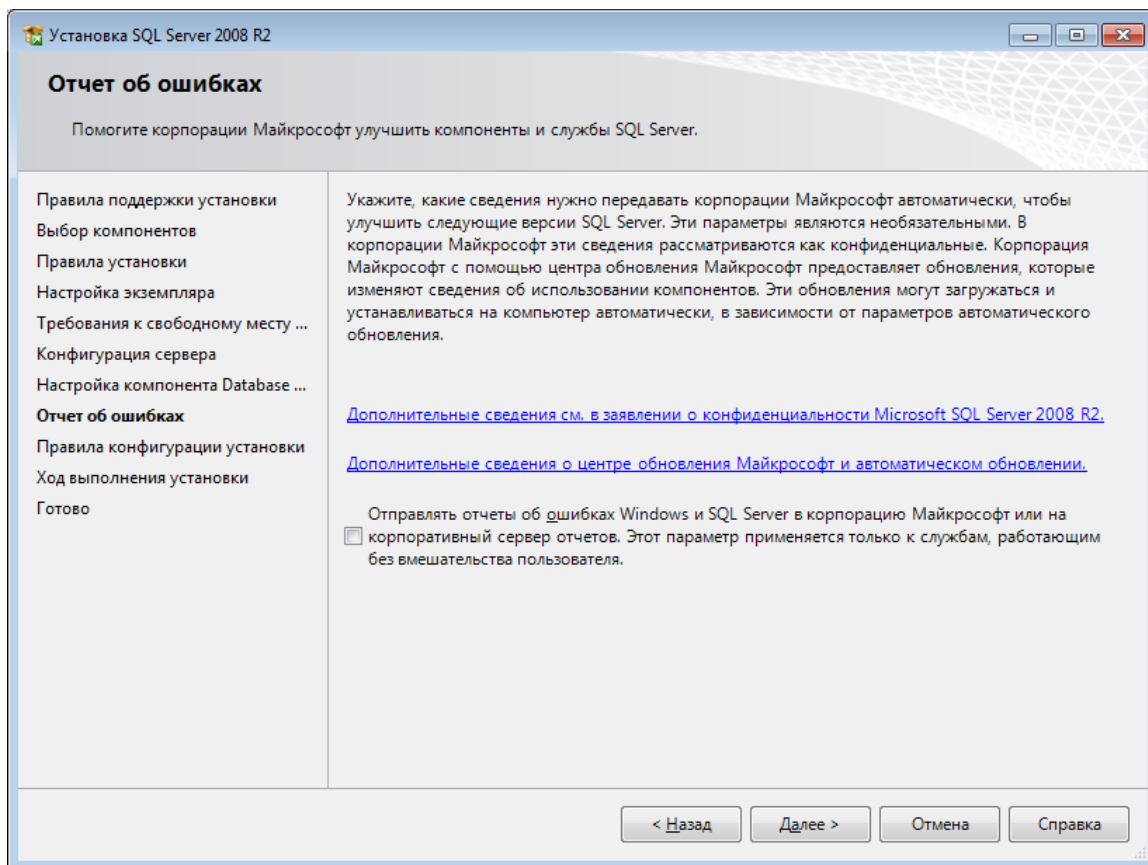 Установка SQL Server 2008 R2
Отчет об ошибках
Помогите корпорации Майкрософт улучшить компоненты и службы SQL Server.
Правила поддержки установки
Выбор компонентов
Правила установки
Настройка экземпляра
Требования к свободному месту ...
Конфигурация сервера
Настройка компонента Database ...
Отчет об ошибках
Правила конфигурации установки
Ход выполнения установки
Готово
Укажите, какие сведения нужно передавать корпорации Майкрософт автоматически, чтобы
улучшить следующие версии SQL Server. Эти параметры являются необязательными. В
корпорации Майкрософт эти сведения рассматриваются как конфиденциальные. Корпорация
Майкрософт с помощью центра обновления Майкрософт предоставляет обновления, которые
изменяют сведения об использовании компонентов. Эти обновления могут загружаться и
устанавливаться на компьютер автоматически, в зависимости от параметров автоматического
обновления.
Дополнительные сведения см. в заявлении о конфиденциальности Microsoft SQL Server 2008 R2.
Дополнительные сведения о центре обновления Майкрософт и автоматическом обновлении.
Отправлять отчеты об ошибках Windows и SQL Server в корпорацию Майкрософт или на
корпоративный сервер отчетов. Этот параметр применяется только к службам, работающим
без вмешательства пользователя.
< Назад
Далее >
Отмена
Справка